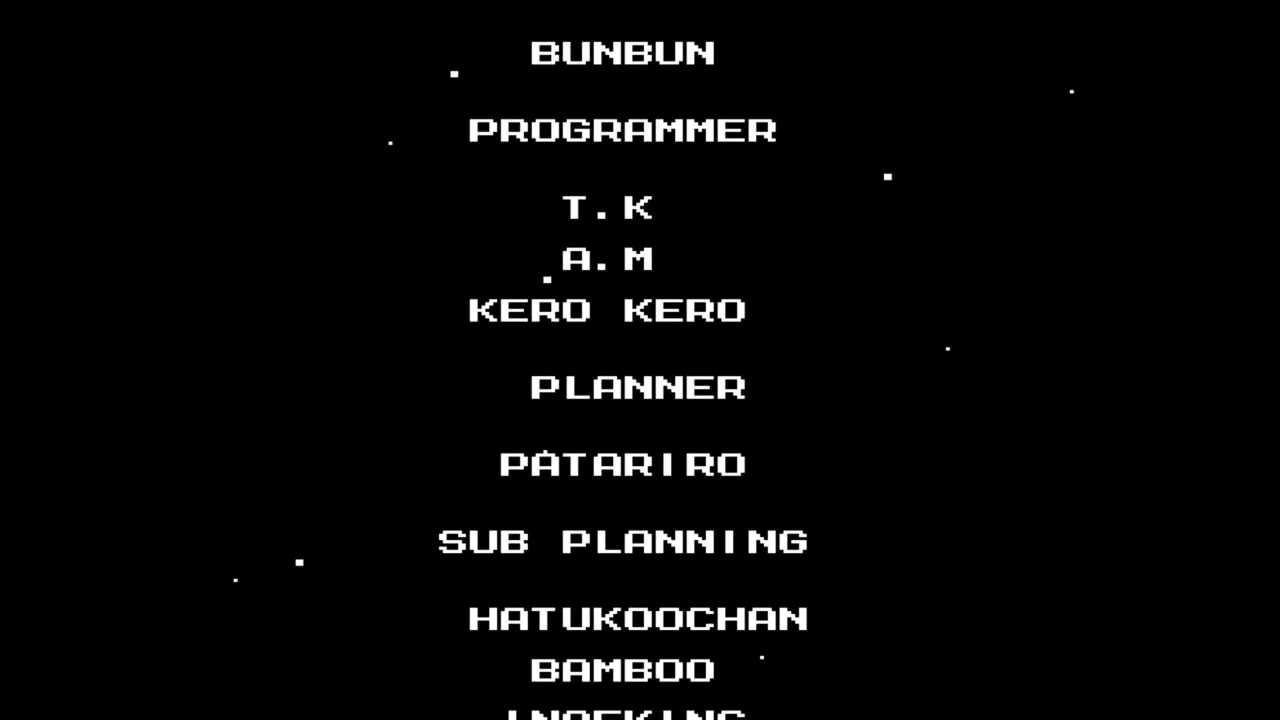 BUNBUN
PROGRAMMER
T.K
A.M
KERO KERO
PLANNER
PATARIRO
SUB PLANNING
HATUKOOCHAN
BAMBOO